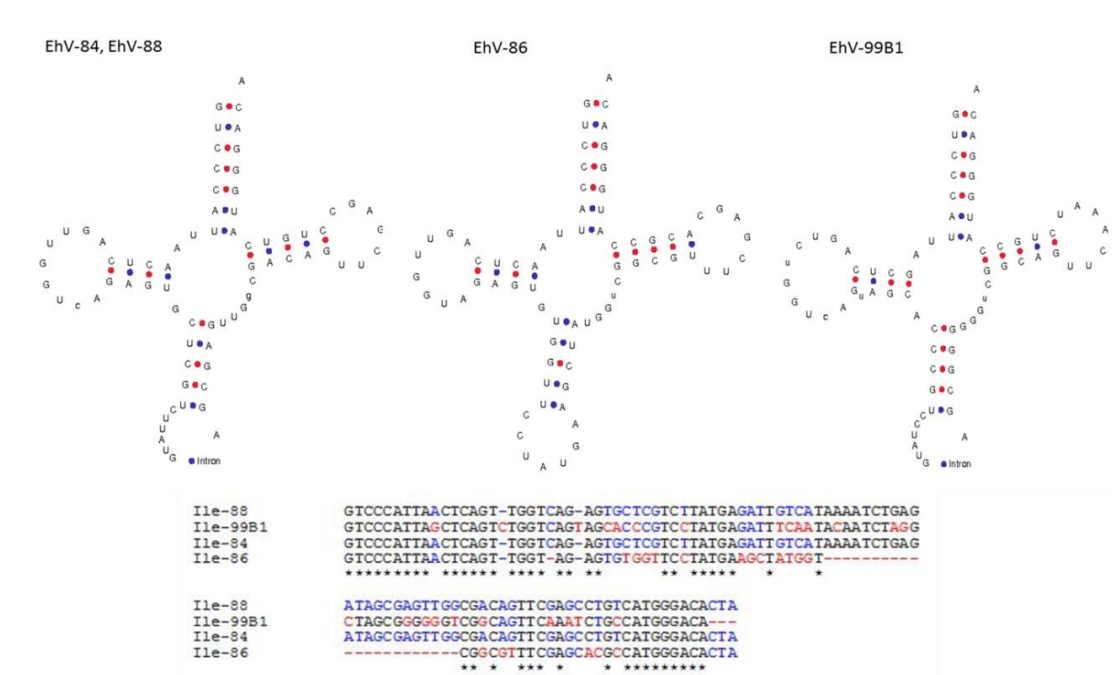 EhV-84, EhV-88
EhV-86
EhV-99B1
Intron
Intron
Ile-88 GTCCCATTAACTCAGT-TGGTCAG-AGTGCTCGTCTTATGAGATTGTCATAAAATCTGAG
Ile-99B1 GTCCCATTAGCTCAGTCTGGTCAGTAGCACCCGTCCTATGAGATTTCAATACAATCTAGG
Ile-84 GTCCCATTAACTCAGT-TGGTCAG-AGTGCTCGTCTTATGAGATTGTCATAAAATCTGAG
Ile-86 GTCCCATTAACTCAGT-TGGT-AG-AGTGTGGTTCCTATGAAGCTATGGT----------
Ile-88 ATAGCGAGTTGGCGACAGTTCGAGCCTGTCATGGGACACTA
Ile-99B1 CTAGCGGGGGGTCGGCAGTTCAAATCTGCCATGGGACA---
Ile-84 ATAGCGAGTTGGCGACAGTTCGAGCCTGTCATGGGACACTA
Ile-86 ------------CGGCGTTTCGAGCACGCCATGGGACACTA